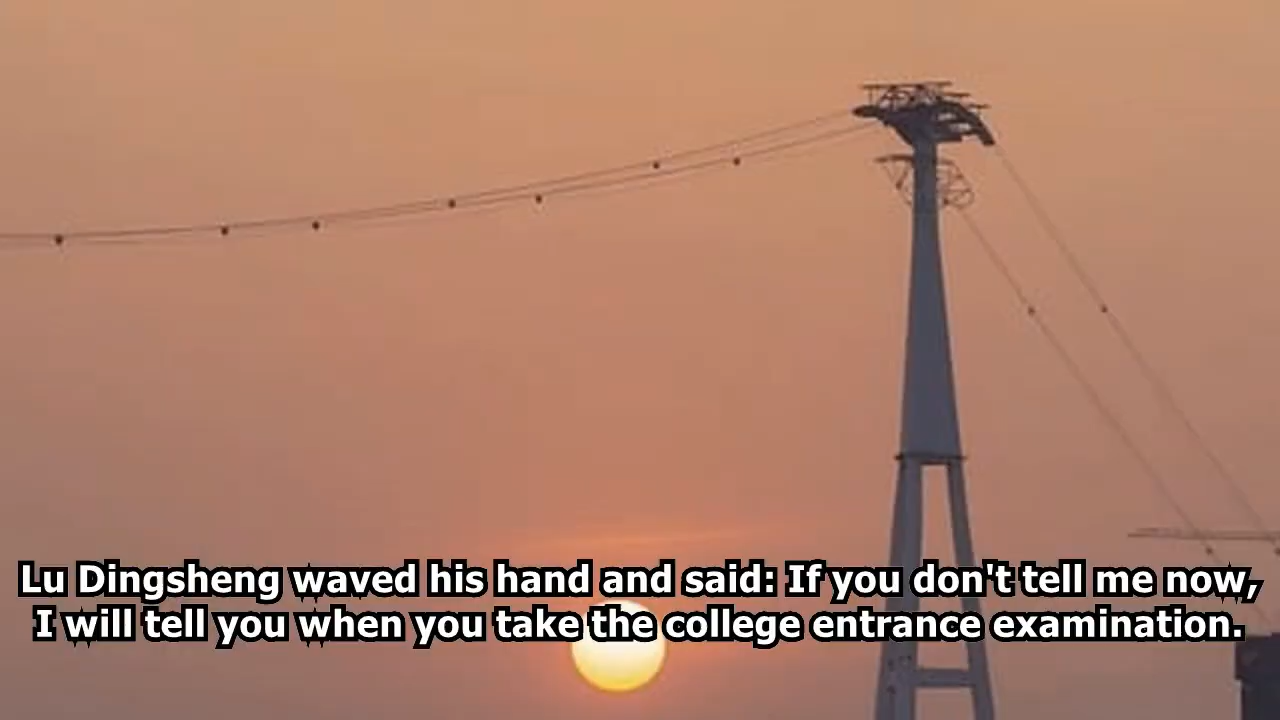 Lu Dingsheng waved his hand and said: If you don't tell me now,
I will tell you when you take the college entrance examination.